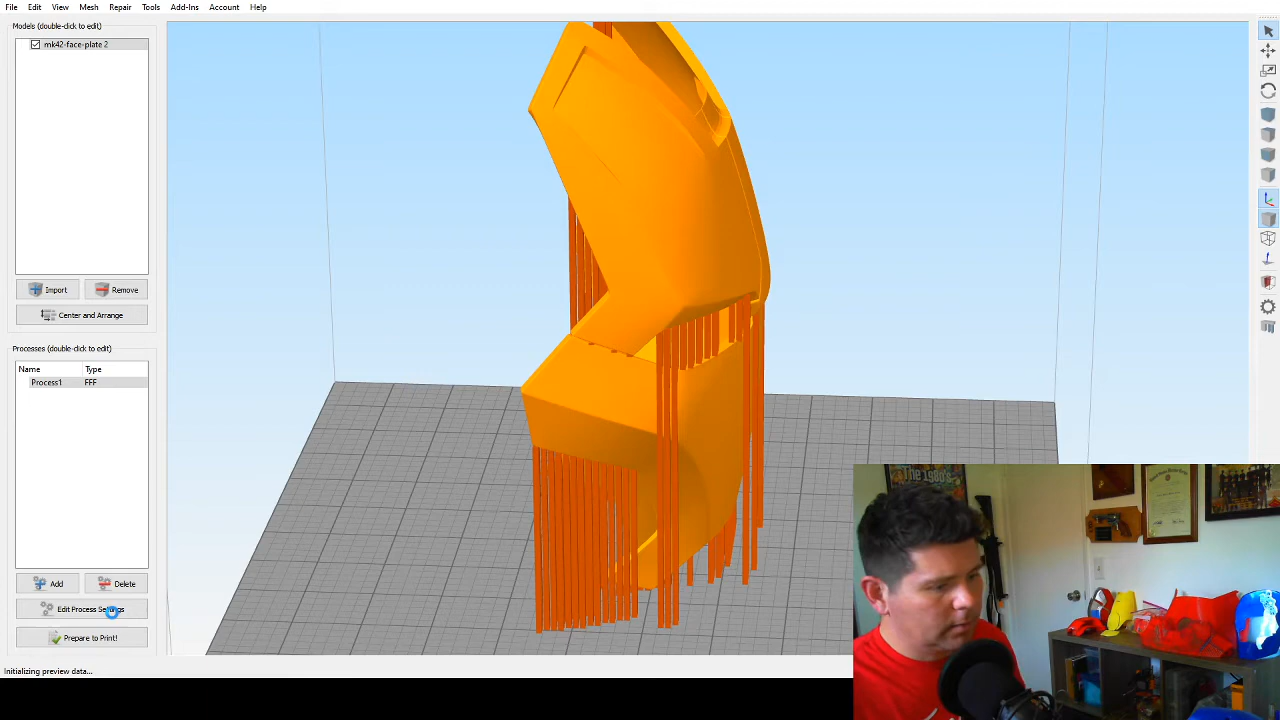 File Edit View Mesh Repair Tools Add-Ins Account Help
Models (double-click to edit)
mk42-face-plate 2
Import Remove
Center and Arrange
Processes (double-click to edit)
Name Type
Process1 FFF
Add Delete
Edit Process Settings
Prepare to Print!
Initializing preview data...
The 1980's